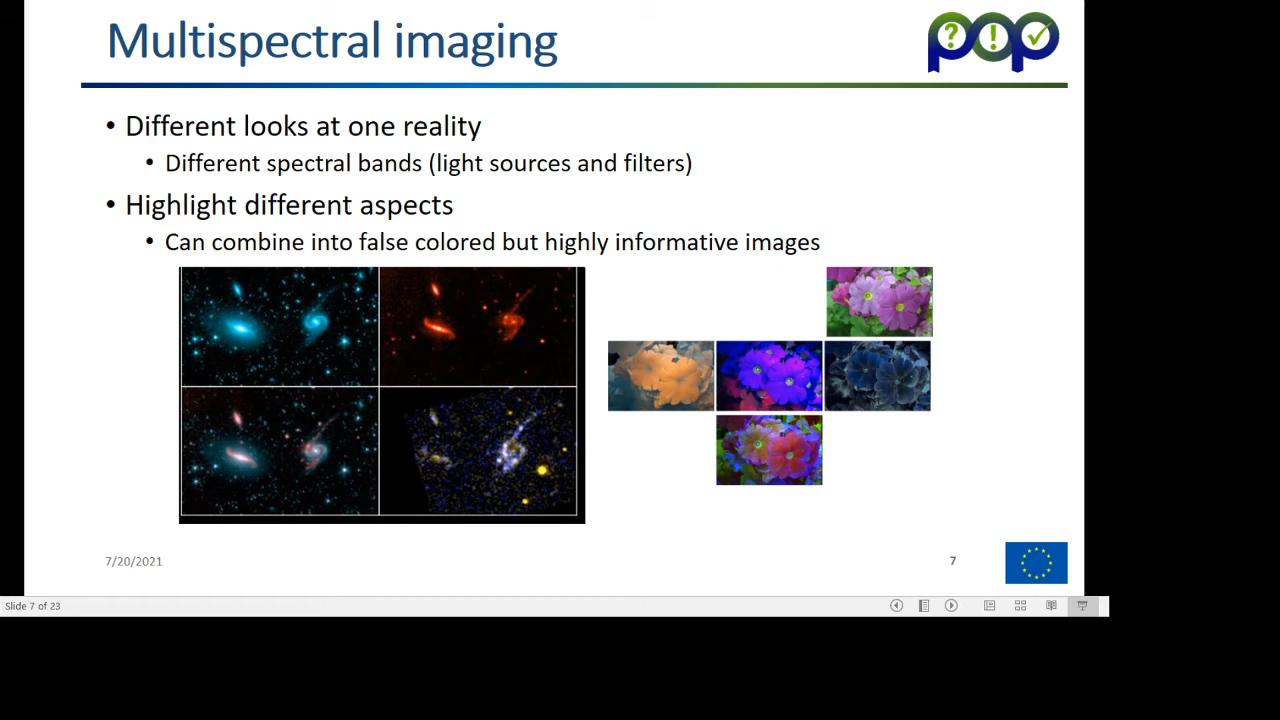 Multispectral imaging
pop
? ! ✓
• Different looks at one reality
• Different spectral bands (light sources and filters)
• Highlight different aspects
• Can combine into false colored but highly informative images
7/20/2021
7
Slide 7 of 23